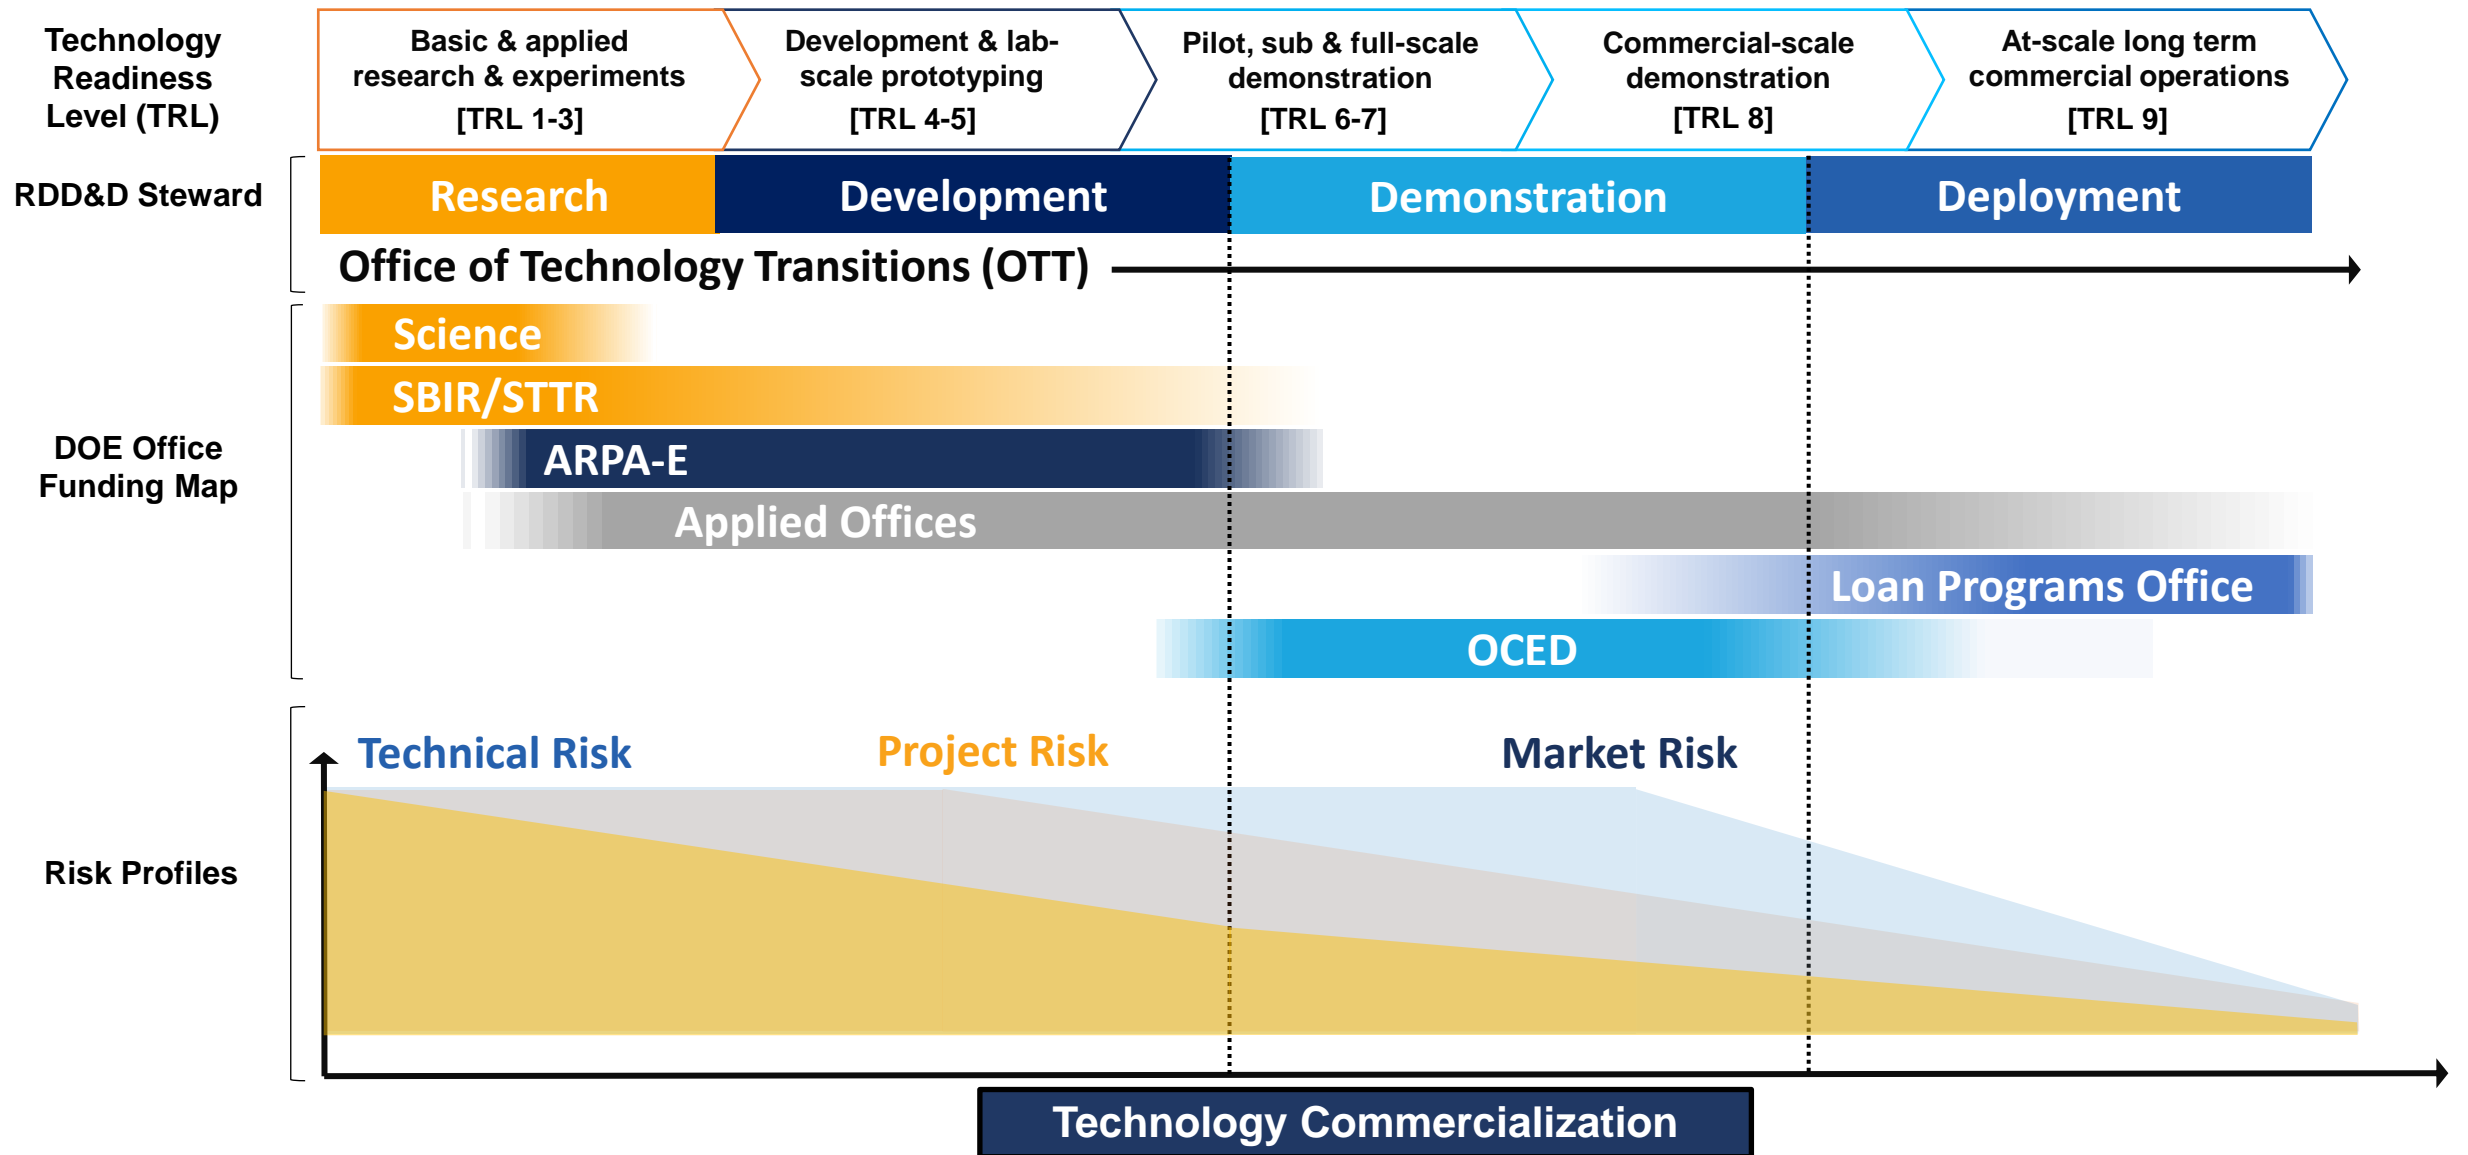 Technology
Readiness
Level (TRL)
Basic & applied
research & experiments
[TRL 1-3]
Development & lab-
scale prototyping
[TRL 4-5]
Pilot, sub & full-scale
demonstration
[TRL 6-7]
Commercial-scale
demonstration
[TRL 8]
At-scale long term
commercial operations
[TRL 9]
RDD&D Steward
Research
Development
Demonstration
Deployment
Office of Technology Transitions (OTT)
DOE Office
Funding Map
Science
SBIR/STTR
ARPA-E
Applied Offices
Loan Programs Office
OCED
Risk Profiles
Technical Risk
Project Risk
Market Risk
Technology Commercialization